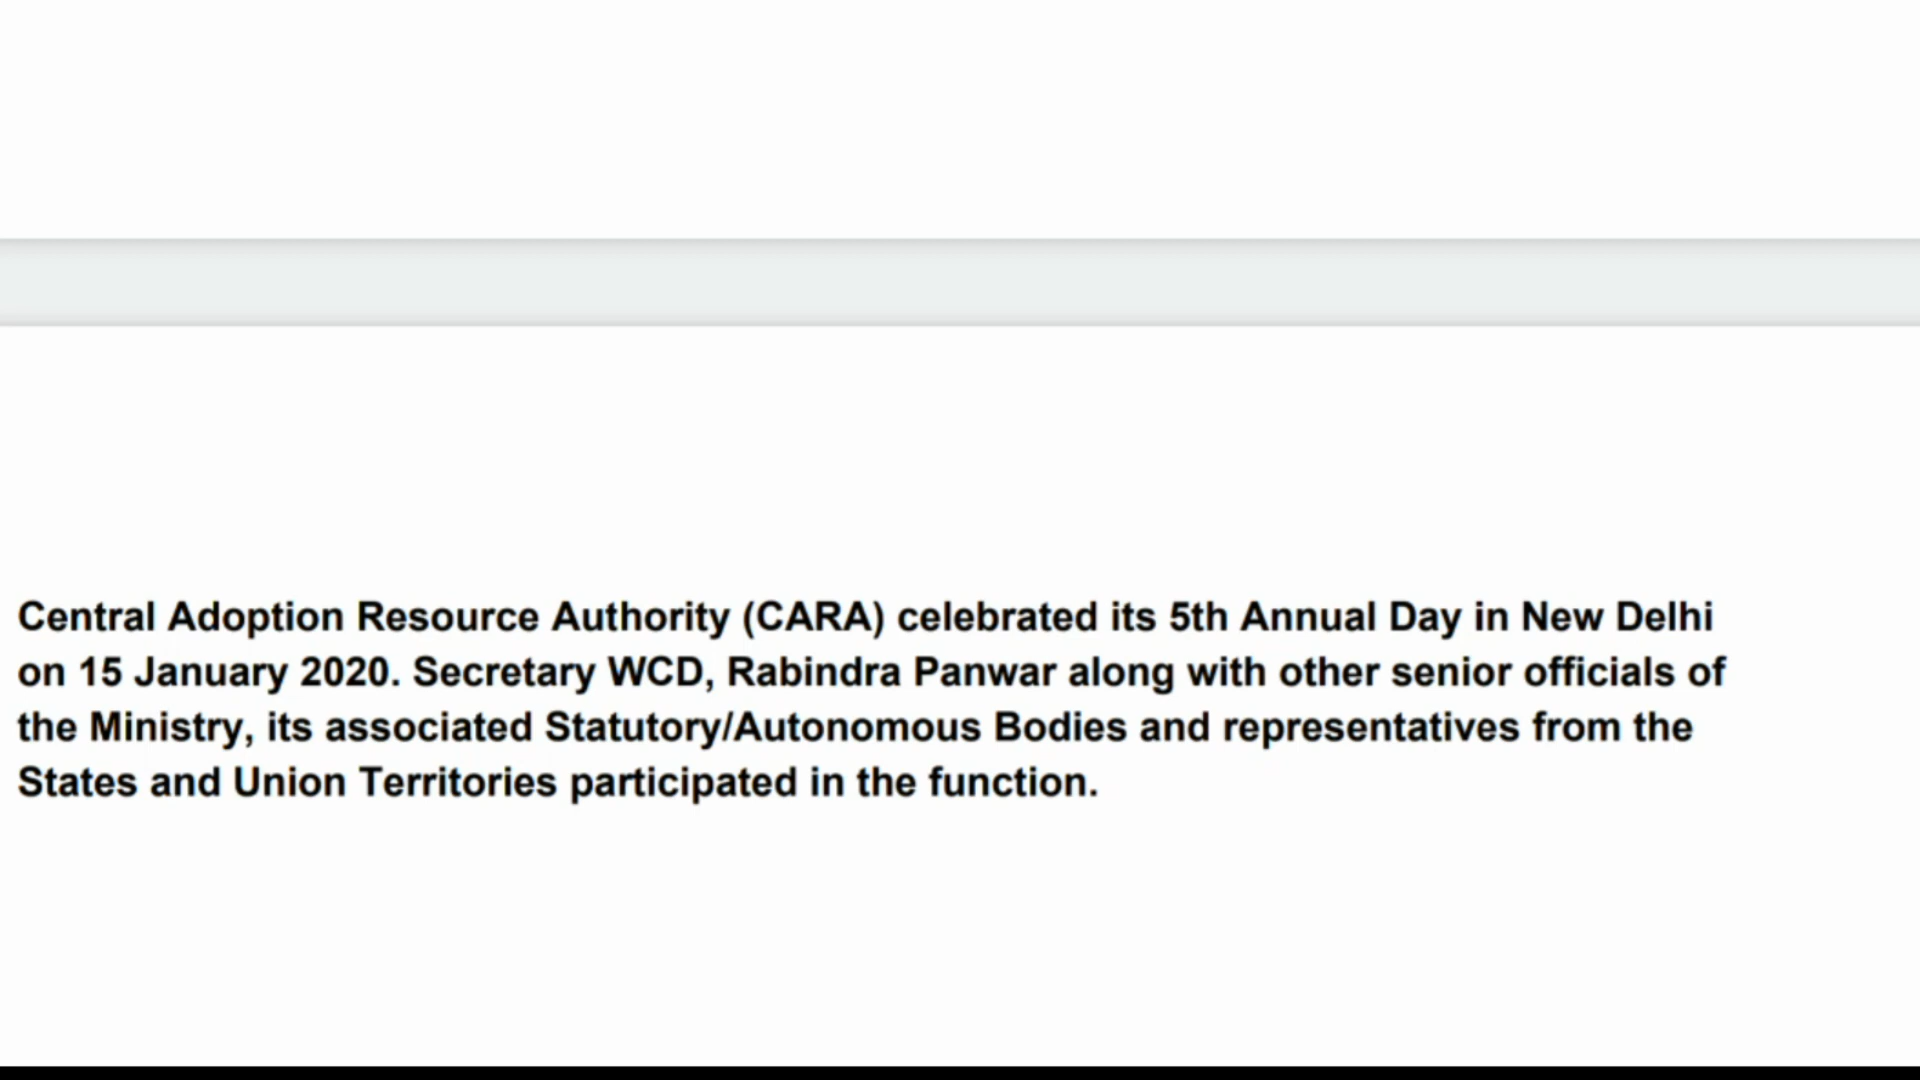 Central Adoption Resource Authority (CARA) celebrated its 5th Annual Day in New Delhi
on 15 January 2020. Secretary WCD, Rabindra Panwar along with other senior officials of
the Ministry, its associated Statutory/Autonomous Bodies and representatives from the
States and Union Territories participated in the function.